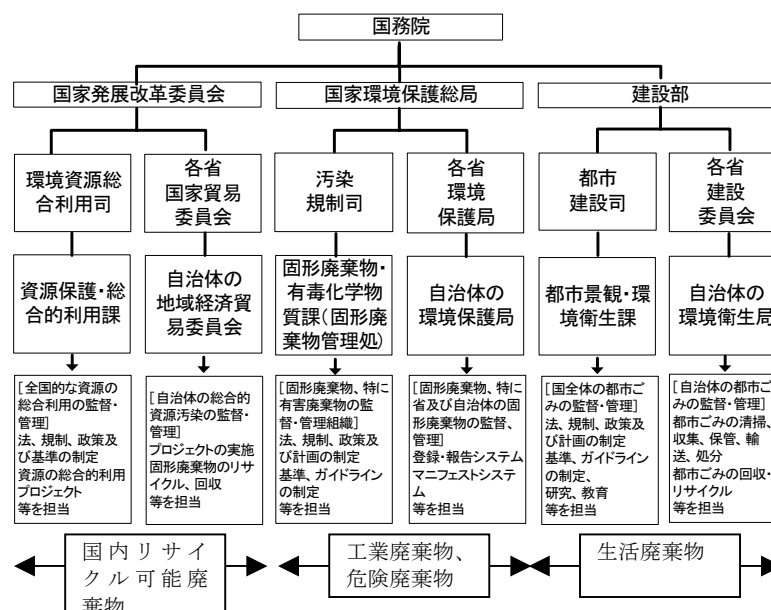 国務院
国家発展改革委員会
国家環境保護総局
建設部
環境資源総
合利用司
各省
国家貿易
委員会
汚染
規制司
各省
環境
保護局
都市
建設司
各省
建設
委員会
資源保護・総
合的利用課
自治体の
地域経済貿
易委員会
固形廃棄物・
有毒化学物
質課(固形廃
棄物管理処)
自治体の
環境保護局
都市景観・環
境衛生課
自治体の
環境衛生局
[全国的な資源の
総合利用の監督・
管理]
法、規制、政策及
び基準の制定
資源の総合的利用
プロジェクト
等を担当
[自治体の総合的
資源汚染の監督・
管理]
プロジェクトの実施
固形廃棄物のリサ
イクル、回収
等を担当
[固形廃棄物、特に
有害廃棄物の監
督・管理組織]
法、規制、政策及
び計画の制定
基準、ガイドライン
の制定
等を担当
[固形廃棄物、特に
省及び自治体の固
形廃棄物の監督、
管理]
登録・報告システム
マニフェストシステ
ム
等を担当
[国全体の都市ご
みの監督・管理]
法、規制、政策及
び計画の制定
基準、ガイドライン
の制定、
研究、教育
等を担当
[自治体の都市ご
みの監督・管理]
都市ごみの清掃、
収集、保管、輸
送、処分
都市ごみの回収・
リサイクル
等を担当
国内リサイ
クル可能廃
棄物
工業廃棄物、
危険廃棄物
生活廃棄物